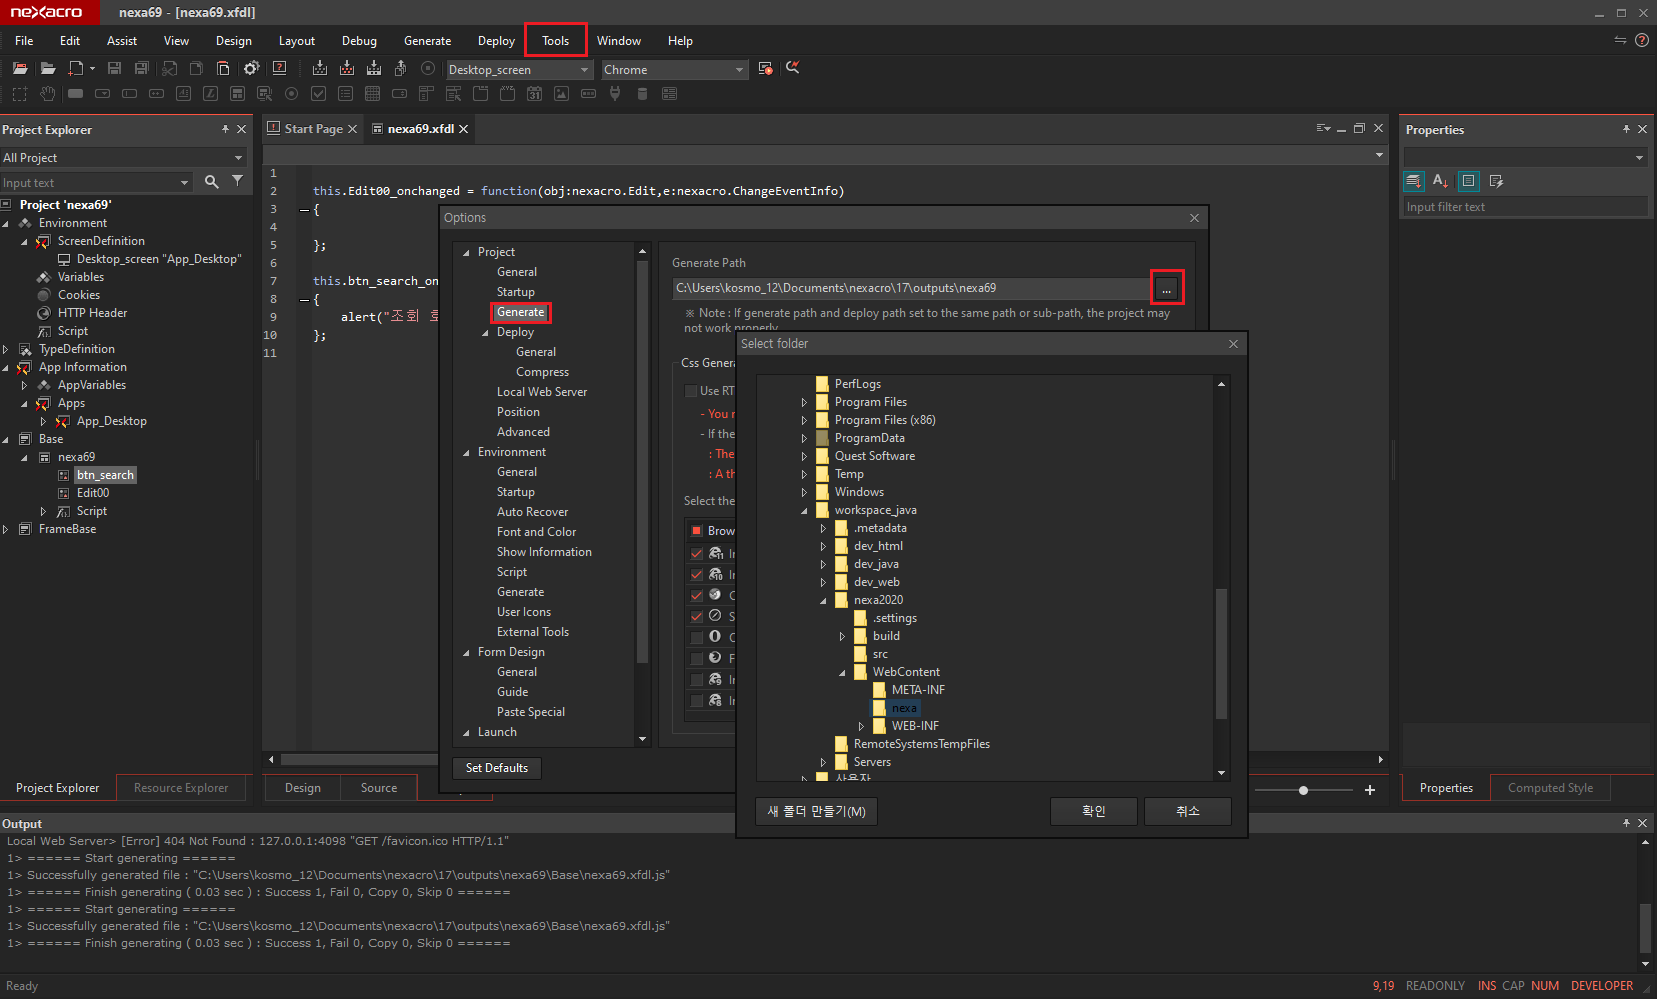 nexacro nexa69 - [nexa69.xfdl]
File Edit Assist View Design Layout Debug Generate Deploy Tools Window Help
Desktop_screen Chrome
Project Explorer
All Project
Input text
Project 'nexa69'
Environment
ScreenDefinition
Desktop_screen "App_Desktop"
Variables
Cookies
HTTP Header
Script
TypeDefinition
App Information
AppVariables
Apps
App_Desktop
Base
nexa69
btn_search
Edit00
Script
FrameBase
Project Explorer Resource Explorer
Start Page nexa69.xfdl
1
2 this.Edit00_onchanged = function(obj:nexacro.Edit,e:nexacro.ChangeEventInfo)
3 {
4
5 };
6
7 this.btn_search_on
8 {
9 alert("조회
10 };
11
Design Source
Options
Project
General
Startup
Generate
Deploy
General
Compress
Local Web Server
Position
Advanced
Environment
General
Startup
Auto Recover
Font and Color
Show Information
Script
Generate
User Icons
External Tools
Form Design
General
Guide
Paste Special
Launch
Set Defaults
Generate Path
C:\Users\kosmo_12\Documents\nexacro\17\outputs\nexa69 ...
※ Note : If generate path and deploy path set to the same path or sub-path, the project may
not work properly
Css Genera
Use RT
- You
- If the
: The
: A th
Select the
Brow
Select folder
PerfLogs
Program Files
Program Files (x86)
ProgramData
Quest Software
Temp
Windows
workspace_java
.metadata
dev_html
dev_java
dev_web
nexa2020
.settings
build
src
WebContent
META-INF
nexa
WEB-INF
RemoteSystemsTempFiles
Servers
사용자
새 폴더 만들기(M) 확인 취소
Properties
Input filter text
Properties Computed Style
Output
Local Web Server> [Error] 404 Not Found : 127.0.0.1:4098 "GET /favicon.ico HTTP/1.1"
1> ====== Start generating ======
1> Successfully generated file : "C:\Users\kosmo_12\Documents\nexacro\17\outputs\nexa69\Base\nexa69.xfdl.js"
1> ====== Finish generating ( 0.03 sec ) : Success 1, Fail 0, Copy 0, Skip 0 ======
1> ====== Start generating ======
1> Successfully generated file : "C:\Users\kosmo_12\Documents\nexacro\17\outputs\nexa69\Base\nexa69.xfdl.js"
1> ====== Finish generating ( 0.03 sec ) : Success 1, Fail 0, Copy 0, Skip 0 ======
Ready 9,19 READONLY INS CAP NUM DEVELOPER